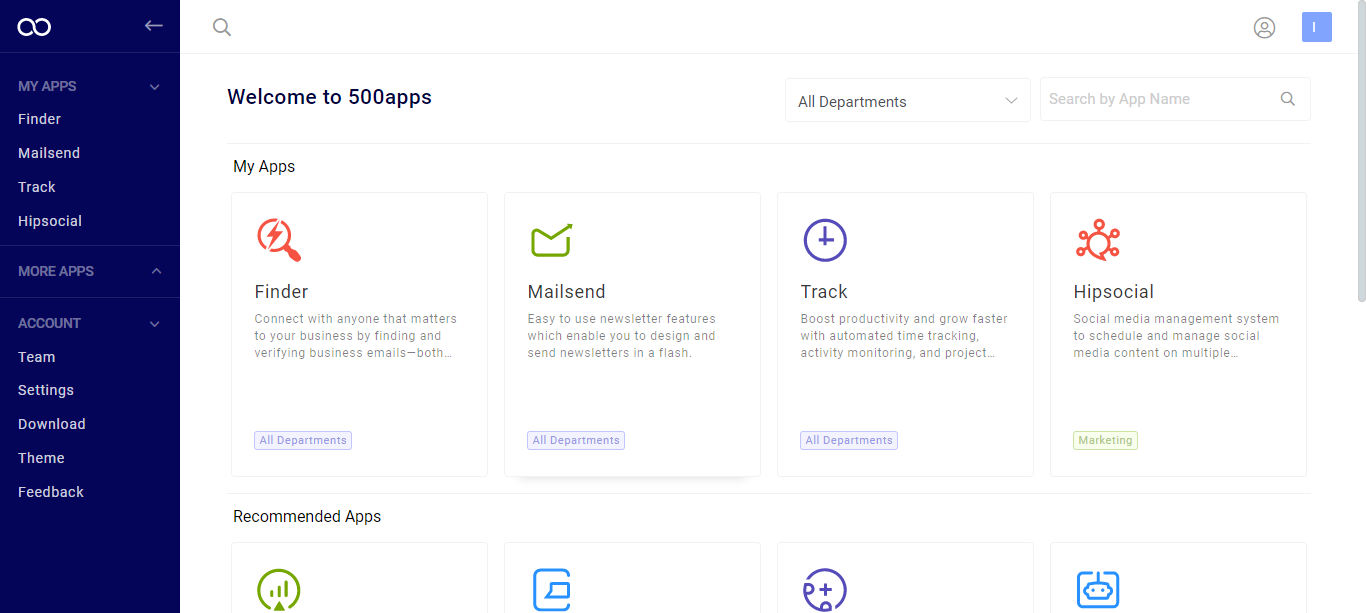 MY APPS
Finder
Mailsend
Track
Hipsocial
MORE APPS
ACCOUNT
Team
Settings
Download
Theme
Feedback
I
Welcome to 500apps
All Departments
Search by App Name
My Apps
Finder
Connect with anyone that matters
to your business by finding and
verifying business emails—both...
All Departments
Mailsend
Easy to use newsletter features
which enable you to design and
send newsletters in a flash.
All Departments
Track
Boost productivity and grow faster
with automated time tracking,
activity monitoring, and project...
All Departments
Hipsocial
Social media management system
to schedule and manage social
media content on multiple...
Marketing
Recommended Apps